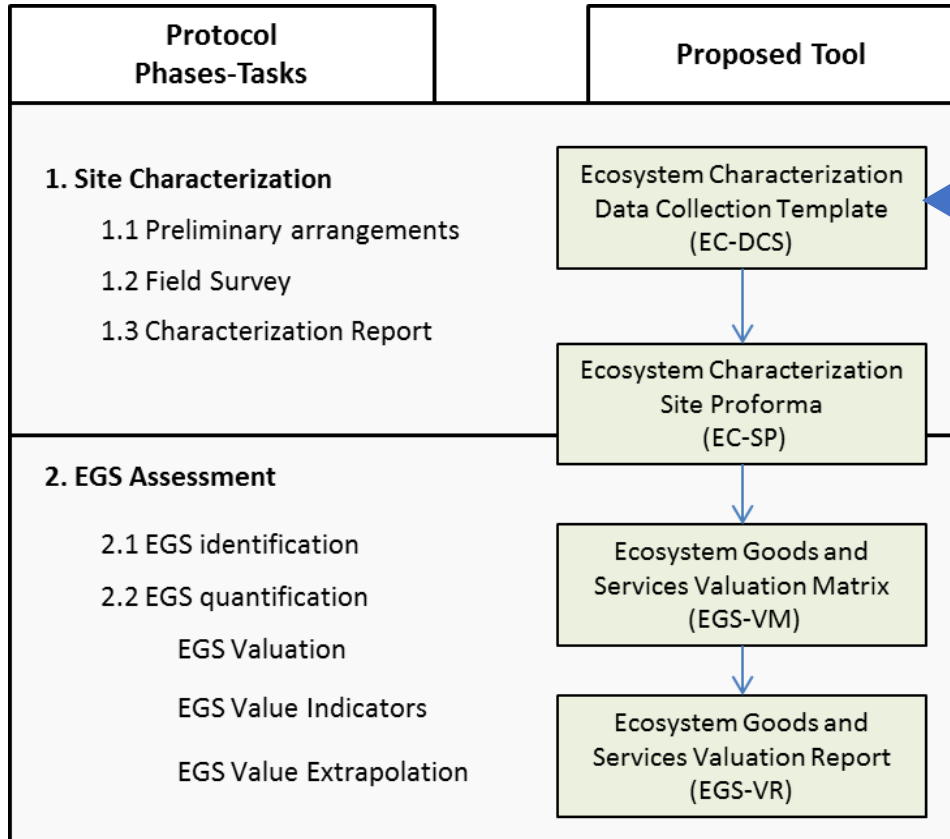 Protocol
Phases-Tasks
Proposed Tool
1. Site Characterization
1.1 Preliminary arrangements
1.2 Field Survey
1.3 Characterization Report
Ecosystem Characterization
Data Collection Template
(EC-DCS)
Ecosystem Characterization
Site Proforma
(EC-SP)
2. EGS Assessment
2.1 EGS identification
2.2 EGS quantification
EGS Valuation
EGS Value Indicators
EGS Value Extrapolation
Ecosystem Goods and
Services Valuation Matrix
(EGS-VM)
Ecosystem Goods and
Services Valuation Report
(EGS-VR)